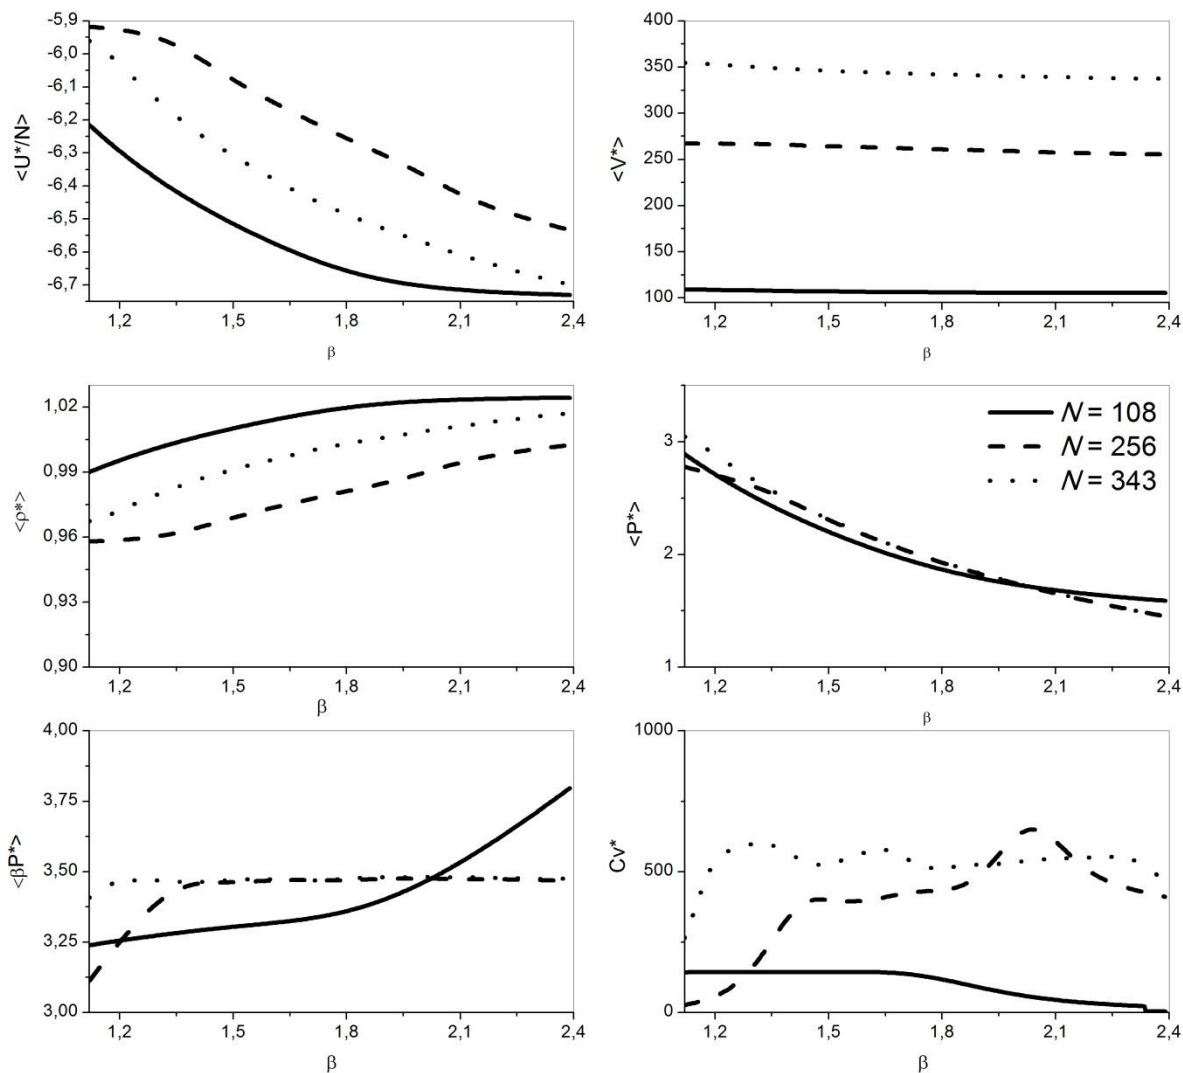 -5,9
-6,0
-6,1
-6,2
-6,3
-6,4
-6,5
-6,6
-6,7
<U*/N>
1,2 1,5 1,8 2,1 2,4
β
400
350
300
250
200
150
100
<V*>
1,2 1,5 1,8 2,1 2,4
β
1,02
0,99
0,96
0,93
0,90
<ρ*>
1,2 1,5 1,8 2,1 2,4
β
3
2
1
<P*>
N = 108
N = 256
N = 343
1,2 1,5 1,8 2,1 2,4
β
4,00
3,75
3,50
3,25
3,00
<βP*>
1,2 1,5 1,8 2,1 2,4
β
1000
500
0
Cv*
1,2 1,5 1,8 2,1 2,4
β